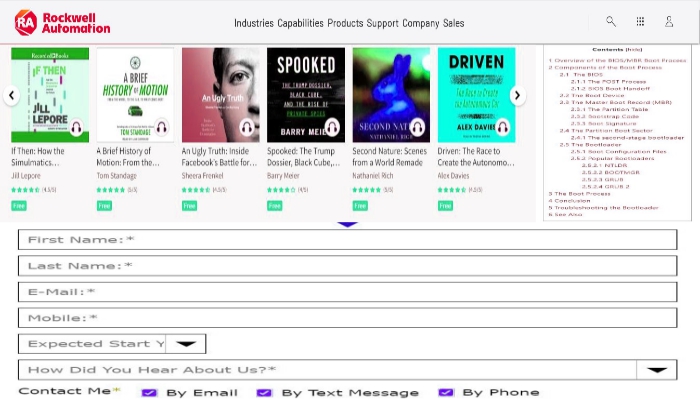 Rockwell
Automation
Industries Capabilities Products Support Company Sales
Recorded Books
IF THEN
JILL
LEPORE
A BRIEF
HISTORY OF MOTION
TOM STANDAGE
An Ugly Truth
SPOOKED
THE TRUMP DOSSIER,
BLACK CUBE,
AND THE RISE OF
PRIVATE SPIES
BARRY MEIE
SECOND NATURE
NATHANIEL RICH
DRIVEN
The Race to
Create the
Autonomous Car
ALEX DAVIES
If Then: How the
Simulmatics...
Jill Lepore
(4.5/5)
Free
A Brief History of
Motion: From the...
Tom Standage
(5/5)
Free
An Ugly Truth: Inside
Facebook's Battle for...
Sheera Frenkel
(4.5/5)
Free
Spooked: The Trump
Dossier, Black Cube,...
Barry Meier
(4/5)
Free
Second Nature: Scenes
from a World Remade
Nathaniel Rich
(5/5)
Free
Driven: The Race to
Create the Autonomo...
Alex Davies
(4.5/5)
Free
Contents [hide]
1 Overview of the BIOS/MBR Boot Process
2 Components of the Boot Process
2.1 The BIOS
2.1.1 The POST Process
2.1.2 BIOS Boot Handoff
2.2 The Boot Device
2.3 The Master Boot Record (MBR)
2.3.1 The Partition Table
2.3.2 Bootstrap Code
2.3.3 Boot Signature
2.4 The Partition Boot Sector
2.4.1 The second-stage bootloader
2.5 The Bootloader
2.5.1 Boot Configuration Files
2.5.2 Popular Bootloaders
2.5.2.1 NTLDR
2.5.2.2 BOOTMGR
2.5.2.3 GRUB
2.5.2.4 GRUB 2
3 The Boot Process
4 Conclusion
5 Troubleshooting the Bootloader
6 See Also
First Name:*
Last Name:*
E-Mail:*
Mobile:*
Expected Start Y
How Did You Hear About Us?*
Contact Me* By Email By Text Message By Phone